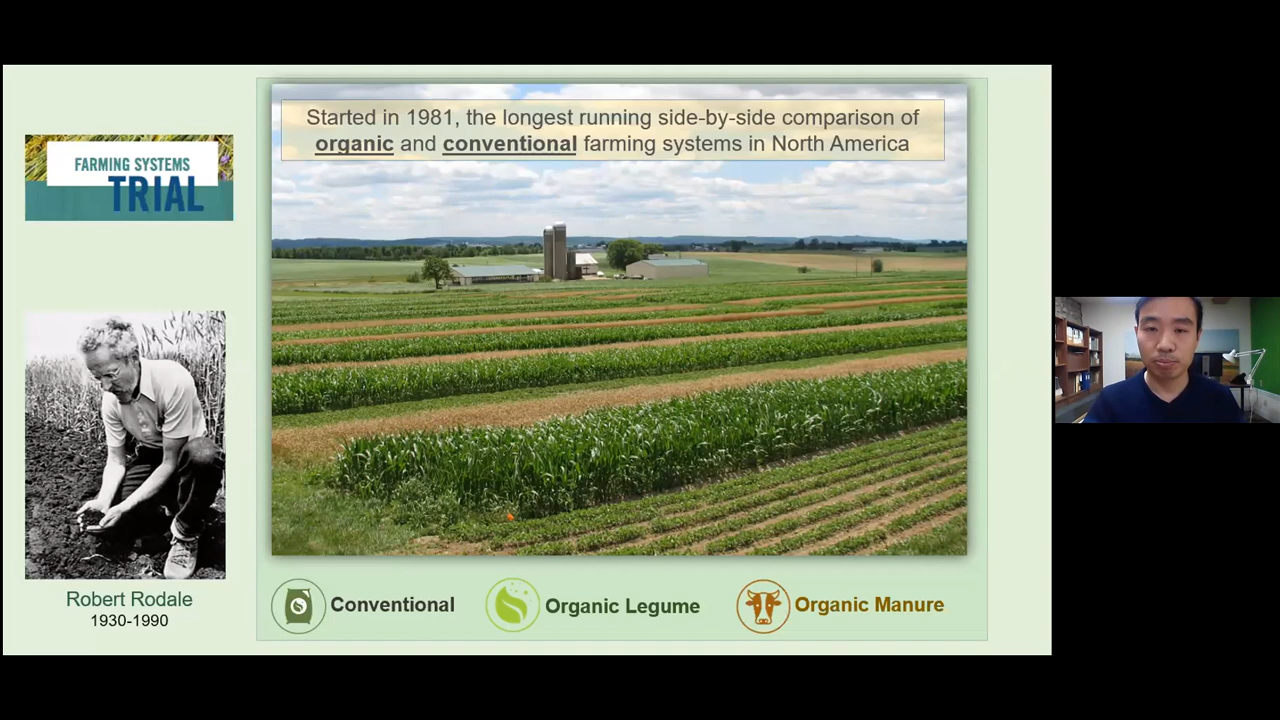 Started in 1981, the longest running side-by-side comparison of
organic and conventional farming systems in North America
FARMING SYSTEMS
TRIAL
Robert Rodale
1930-1990
Conventional
Organic Legume
Organic Manure